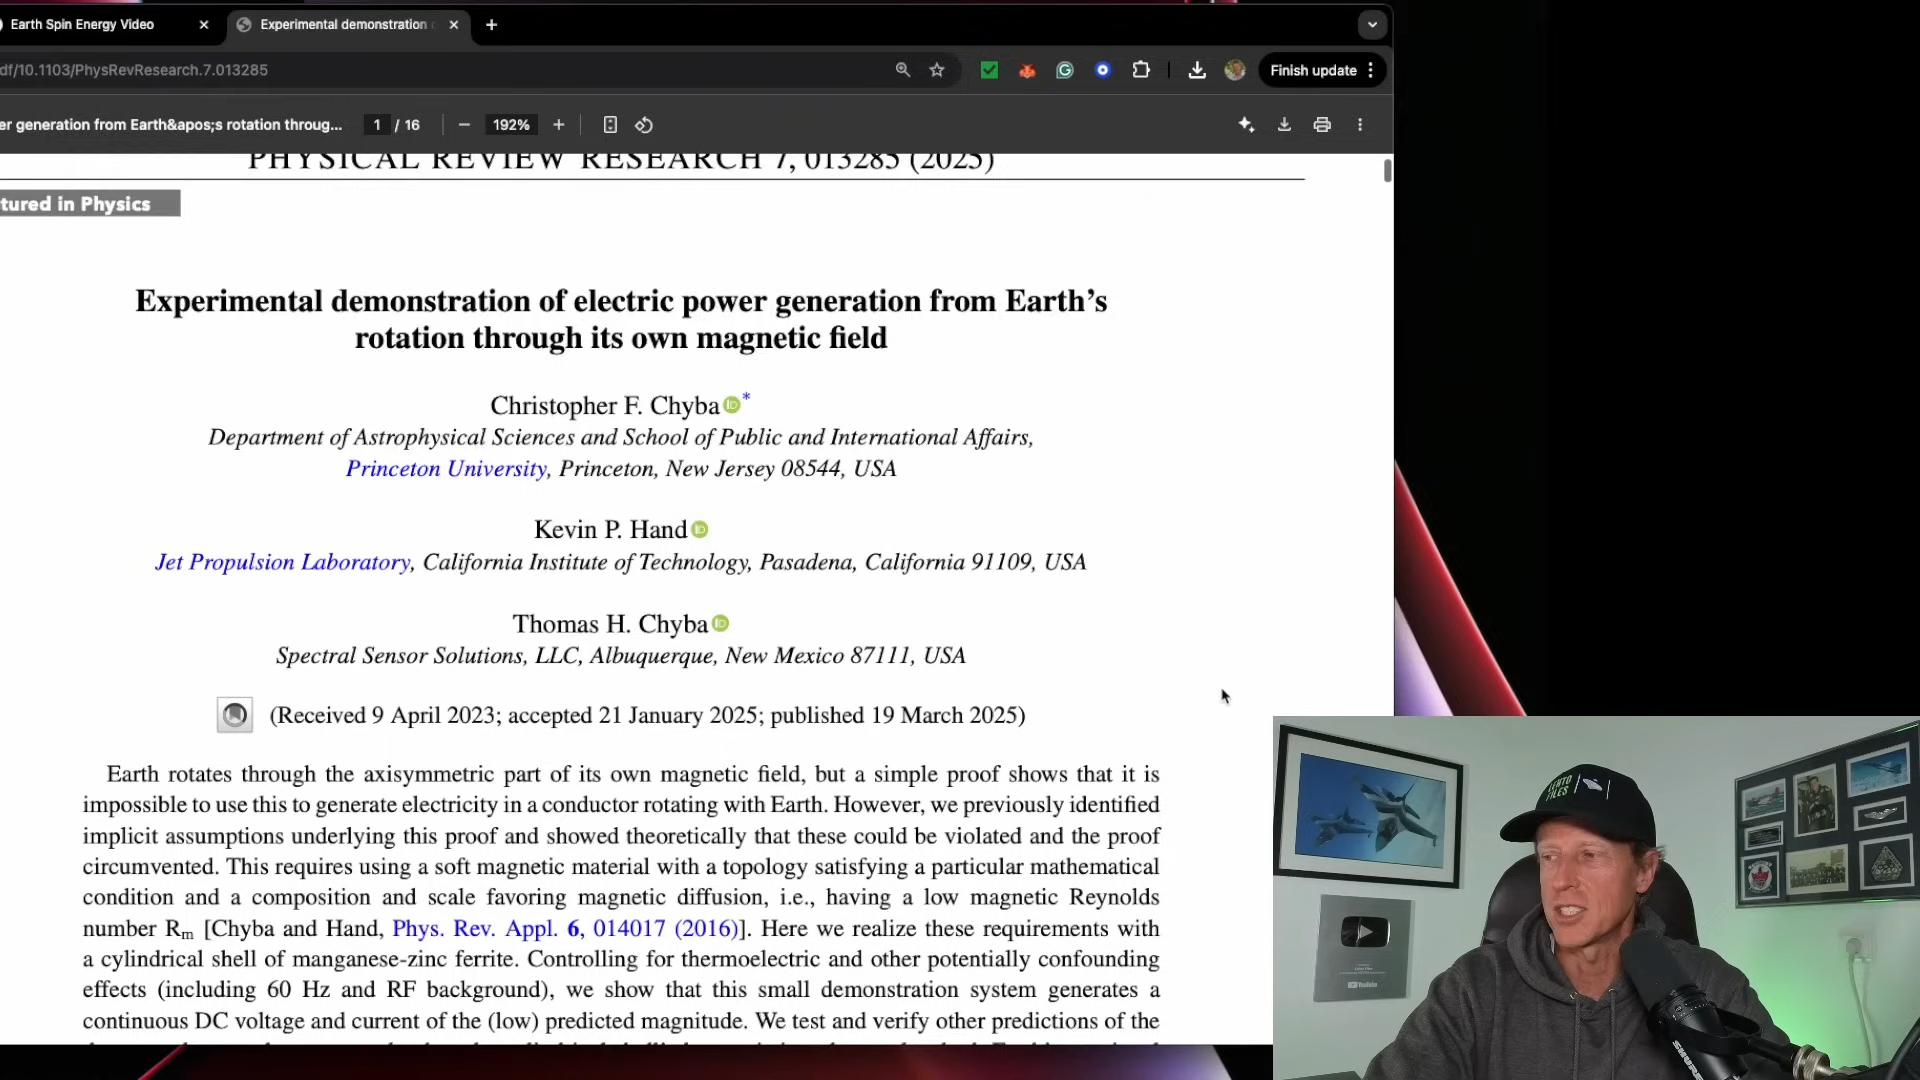 Earth Spin Energy Video
Experimental demonstration
df/10.1103/PhysRevResearch.7.013285
Finish update
er generation from Earth&apos;s rotation throug...
1 / 16
192%
PHYSICAL REVIEW RESEARCH 7, 013285 (2025)
tured in Physics
Experimental demonstration of electric power generation from Earth’s
rotation through its own magnetic field
Christopher F. Chyba iD *
Department of Astrophysical Sciences and School of Public and International Affairs,
Princeton University, Princeton, New Jersey 08544, USA
Kevin P. Hand iD
Jet Propulsion Laboratory, California Institute of Technology, Pasadena, California 91109, USA
Thomas H. Chyba iD
Spectral Sensor Solutions, LLC, Albuquerque, New Mexico 87111, USA
(Received 9 April 2023; accepted 21 January 2025; published 19 March 2025)
Earth rotates through the axisymmetric part of its own magnetic field, but a simple proof shows that it is
impossible to use this to generate electricity in a conductor rotating with Earth. However, we previously identified
implicit assumptions underlying this proof and showed theoretically that these could be violated and the proof
circumvented. This requires using a soft magnetic material with a topology satisfying a particular mathematical
condition and a composition and scale favoring magnetic diffusion, i.e., having a low magnetic Reynolds
number Rm [Chyba and Hand, Phys. Rev. Appl. 6, 014017 (2016)]. Here we realize these requirements with
a cylindrical shell of manganese-zinc ferrite. Controlling for thermoelectric and other potentially confounding
effects (including 60 Hz and RF background), we show that this small demonstration system generates a
continuous DC voltage and current of the (low) predicted magnitude. We test and verify other predictions of the
FILES
YouTube
SHURE